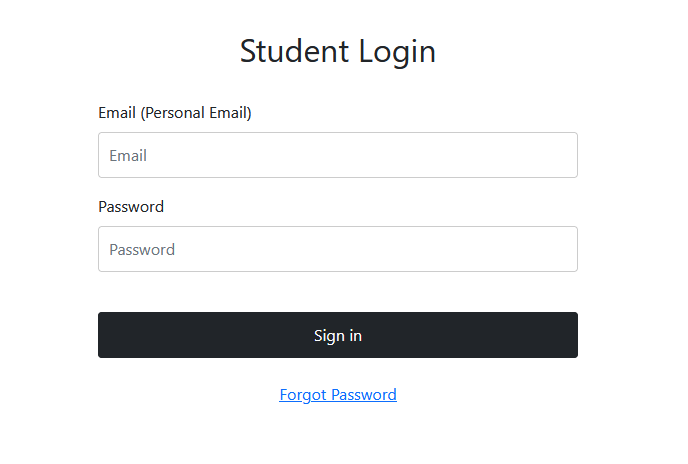 Student Login
Email (Personal Email)
Email
Password
Password
Sign in
Forgot Password